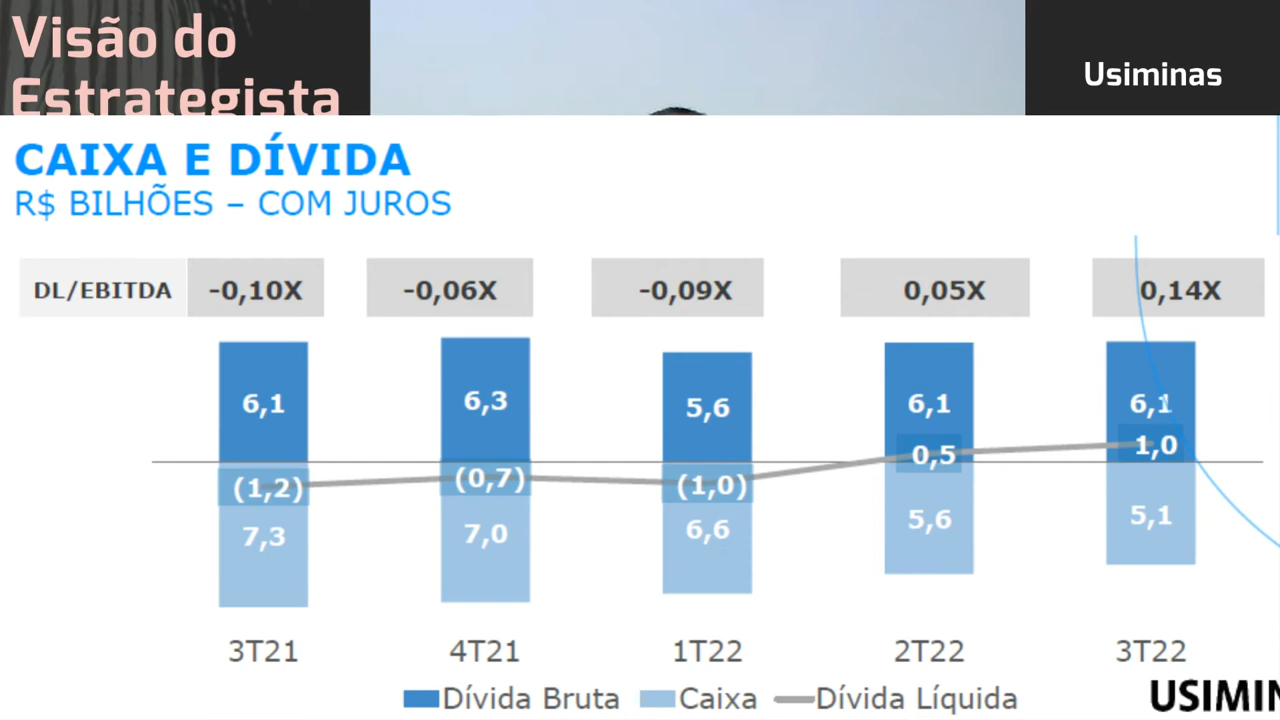 Visão do
Estrategista
Usiminas
CAIXA E DÍVIDA
R$ BILHÕES – COM JUROS
DL/EBITDA -0,10X -0,06X -0,09X 0,05X 0,14X
6,1 6,3 5,6 6,1 6,1
(1,2) (0,7) (1,0) 0,5 1,0
7,3 7,0 6,6 5,6 5,1
3T21 4T21 1T22 2T22 3T22
Dívida Bruta Caixa Dívida Líquida